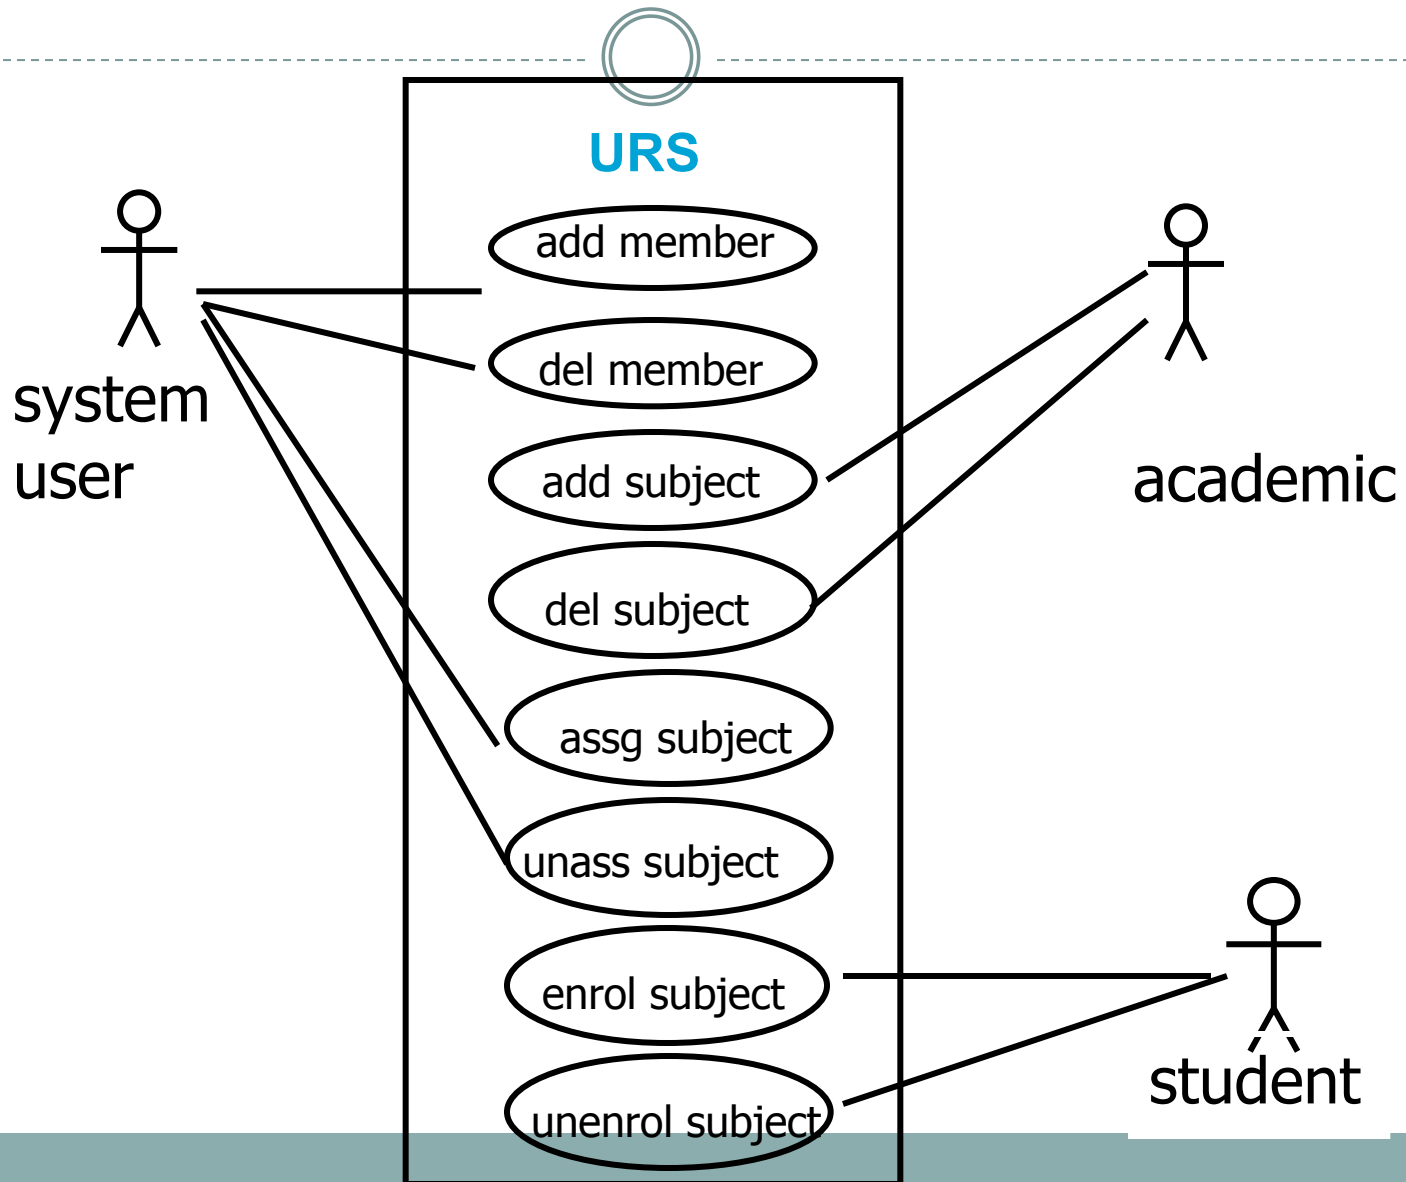 URS
add member
del member
system
user
add subject
academic
del subject
assg subject
unass subject
enrol subject
student
unenrol subject